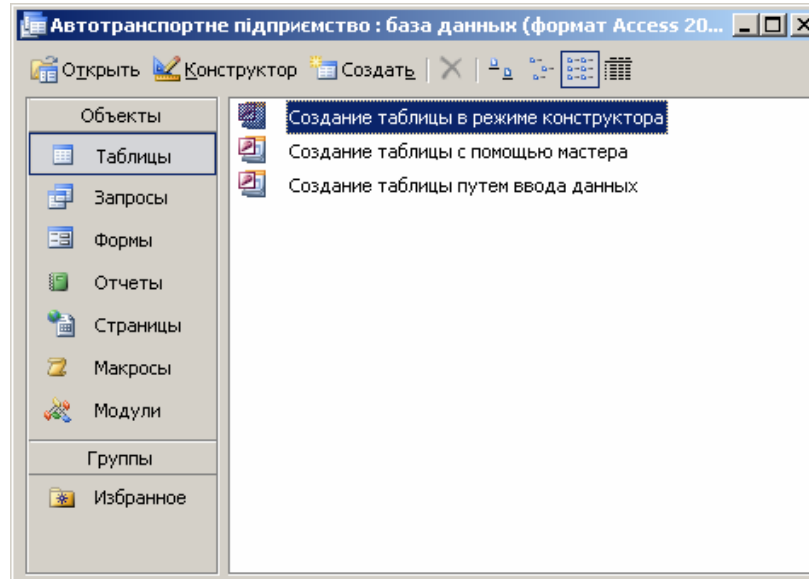 Автотранспортне підприємство : база данных (формат Access 20...
Открыть Конструктор Создать
Объекты
Таблицы
Запросы
Формы
Отчеты
Страницы
Макросы
Модули
Группы
Избранное
Создание таблицы в режиме конструктора
Создание таблицы с помощью мастера
Создание таблицы путем ввода данных